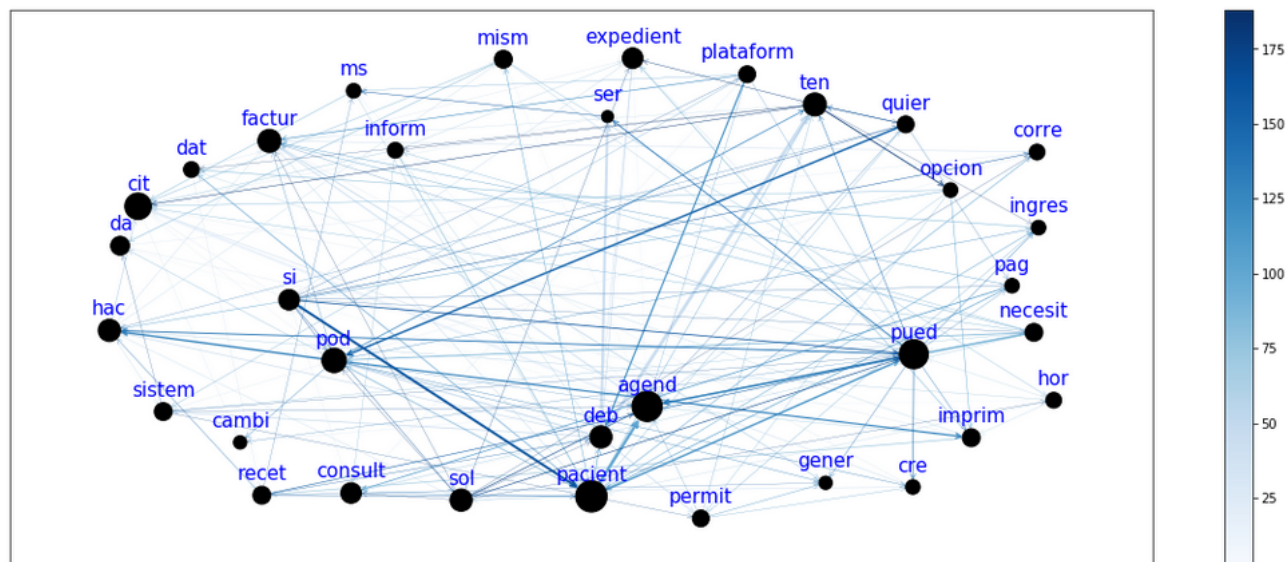 mism
expedient
plataform
ms
ten
ser
quier
factur
inform
corre
dat
opcion
cit
ingres
da
si
pag
hac
necesit
pod
pued
agend
hor
sistem
deb
imprim
cambi
recet
consult
sol
pacient
gener
cre
permit
175
150
125
100
75
50
25